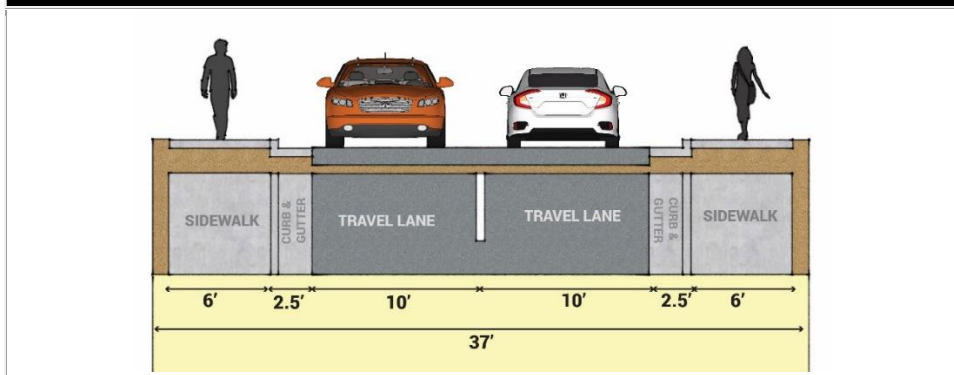 SIDEWALK
CURB &
GUTTER
TRAVEL LANE
TRAVEL LANE
CURB &
GUTTER
SIDEWALK
6' 2.5' 10' 10' 2.5' 6'
37'